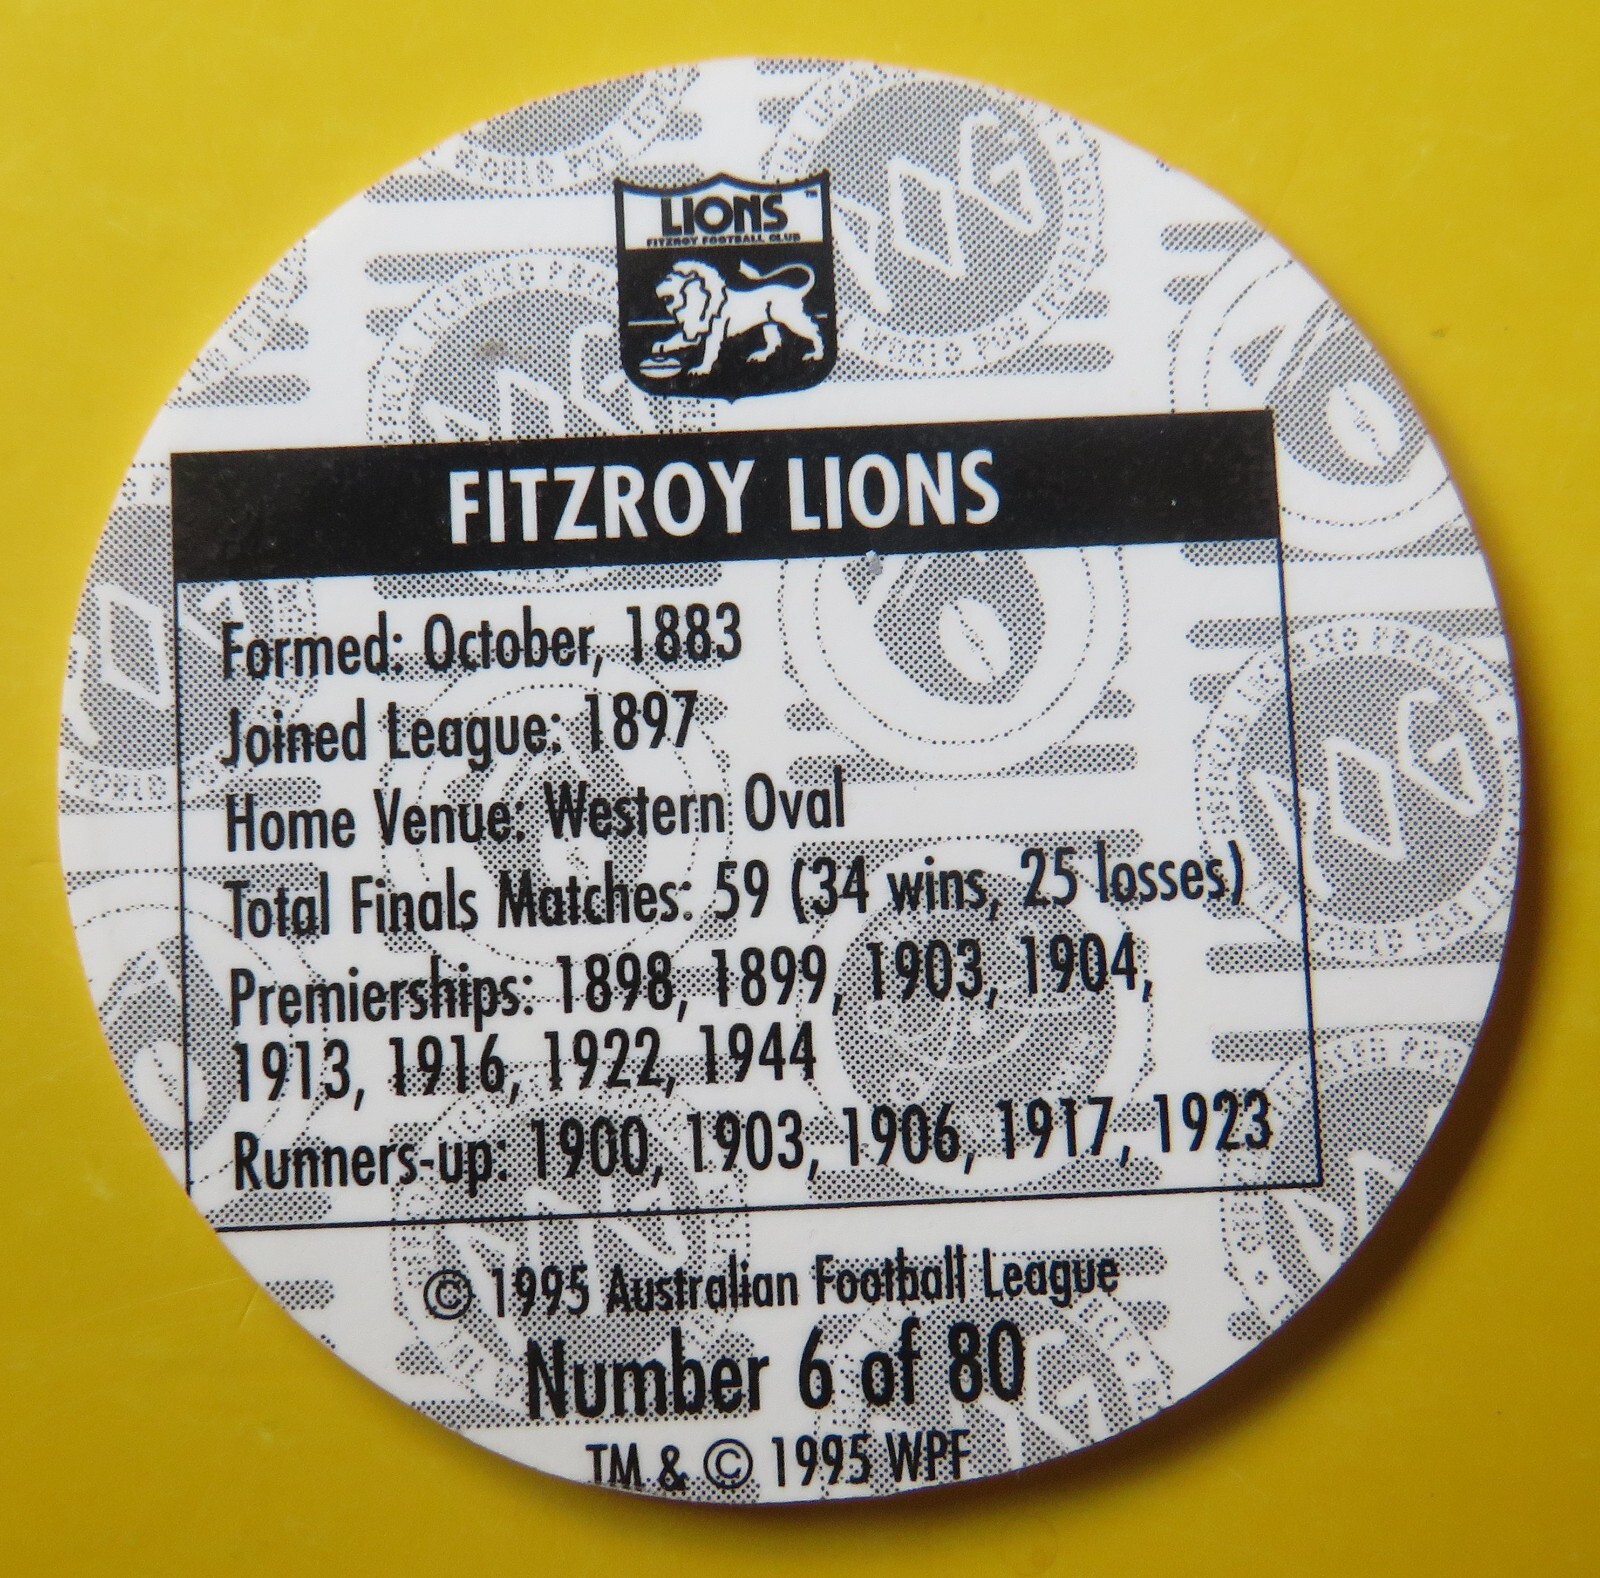 LIONS ™
FITZROY FOOTBALL CLUB
FITZROY LIONS
Formed: October, 1883
Joined League: 1897
Home Venue: Western Oval
Total Finals Matches: 59 (34 wins, 25 losses)
Premierships: 1898, 1899, 1903, 1904,
1913, 1916, 1922, 1944
Runners-up: 1900, 1903, 1906, 1917, 1923
© 1995 Australian Football League
Number 6 of 80
TM & © 1995 WPF